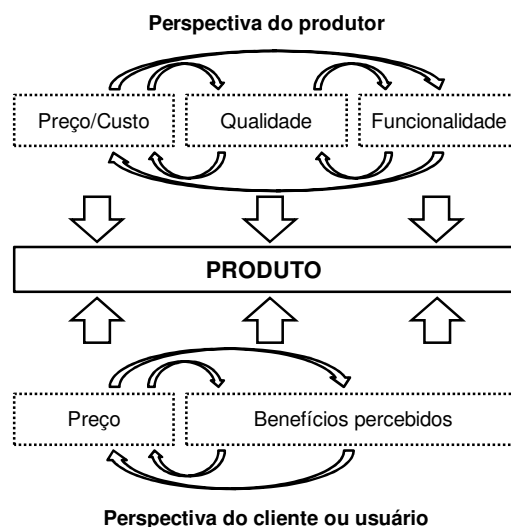 Perspectiva do produtor
Preço/Custo
Qualidade
Funcionalidade
PRODUTO
Preço
Benefícios percebidos
Perspectiva do cliente ou usuário